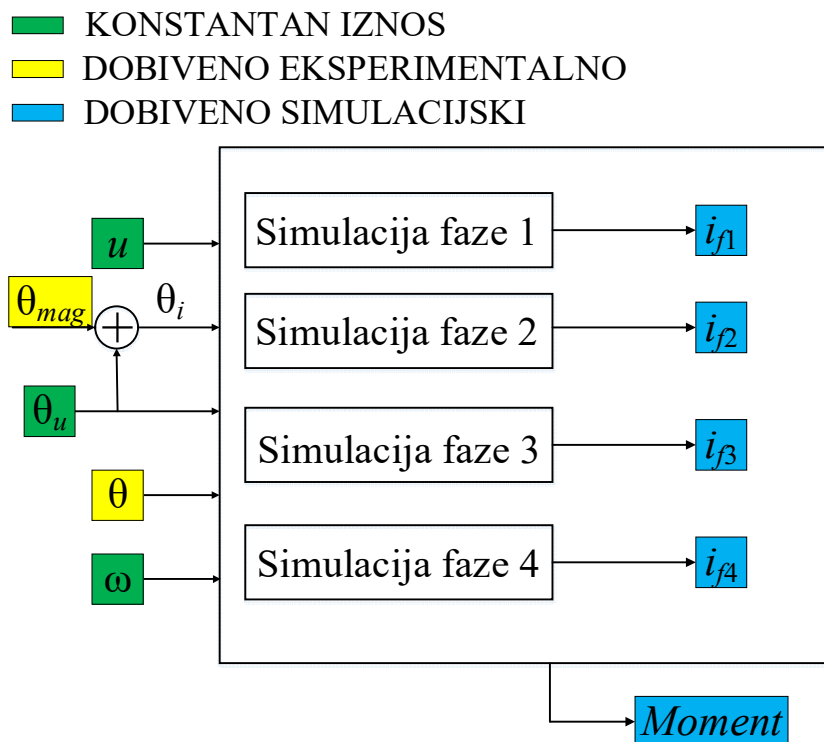 KONSTANTAN IZNOS
DOBIVENO EKSPERIMENTALNO
DOBIVENO SIMULACIJSKI
u
θmag
θi
θu
θ
ω
Simulacija faze 1
if1
Simulacija faze 2
if2
Simulacija faze 3
if3
Simulacija faze 4
if4
Moment